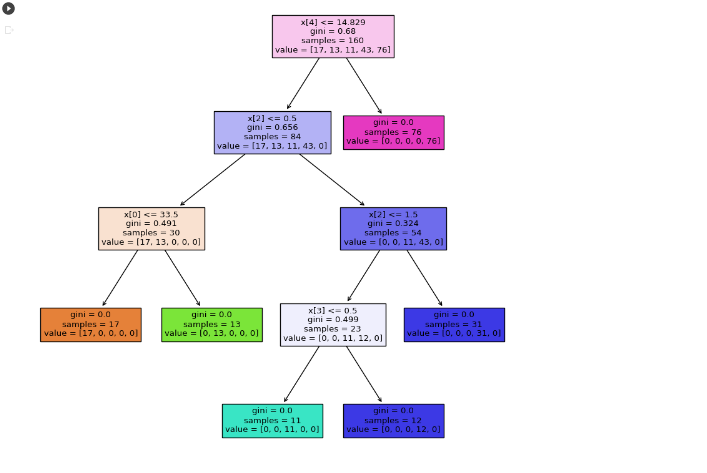 x[4] <= 14.829
gini = 0.68
samples = 160
value = [17, 13, 11, 43, 76]
x[2] <= 0.5
gini = 0.656
samples = 84
value = [17, 13, 11, 43, 0]
gini = 0.0
samples = 76
value = [0, 0, 0, 0, 76]
x[0] <= 33.5
gini = 0.491
samples = 30
value = [17, 13, 0, 0, 0]
x[2] <= 1.5
gini = 0.324
samples = 54
value = [0, 0, 11, 43, 0]
gini = 0.0
samples = 17
value = [17, 0, 0, 0, 0]
gini = 0.0
samples = 13
value = [0, 13, 0, 0, 0]
x[3] <= 0.5
gini = 0.499
samples = 23
value = [0, 0, 11, 12, 0]
gini = 0.0
samples = 31
value = [0, 0, 0, 31, 0]
gini = 0.0
samples = 11
value = [0, 0, 11, 0, 0]
gini = 0.0
samples = 12
value = [0, 0, 0, 12, 0]